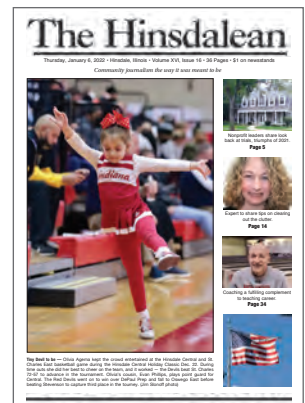 The Hinsdalean
Thursday, January 6, 2022 • Hinsdale, Illinois • Volume XVI, Issue 16 • 36 Pages • $1 on newsstands
Community journalism the way it was meant to be
Indiana
Nonprofit leaders share look
back at trials, triumphs of 2021.
Page 5
Expert to share tips on clearing
out the clutter.
Page 14
Coaching a fulfilling complement
to teaching career.
Page 34
Tiny Devil to be — Olivia Agema kept the crowd entertained at the Hinsdale Central and St.
Charles East basketball game during the Hinsdale Central Holiday Classic Dec. 20. During
time outs she did her best to cheer on the team, and it worked — the Devils beat St. Charles
72-57 to advance in the tournament. Olivia's cousin, Evan Phillips, plays point guard for
Central. The Red Devils went on to win over DePaul Prep and fall to Oswego East before
beating Stevenson to capture third place in the tourney. (Jim Slonoff photo)